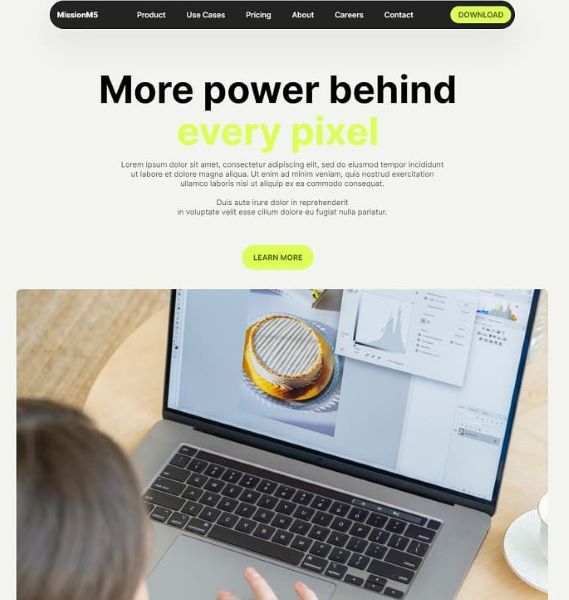 MissionM5 Product Use Cases Pricing About Careers Contact DOWNLOAD
More power behind
every pixel
Lorem ipsum dolor sit amet, consectetur adipiscing elit, sed do eiusmod tempor incididunt
ut labore et dolore magna aliqua. Ut enim ad minim veniam, quis nostrud exercitation
ullamco laboris nisi ut aliquip ex ea commodo consequat.
Duis aute irure dolor in reprehenderit
in voluptate velit esse cillum dolore eu fugiat nulla pariatur.
LEARN MORE